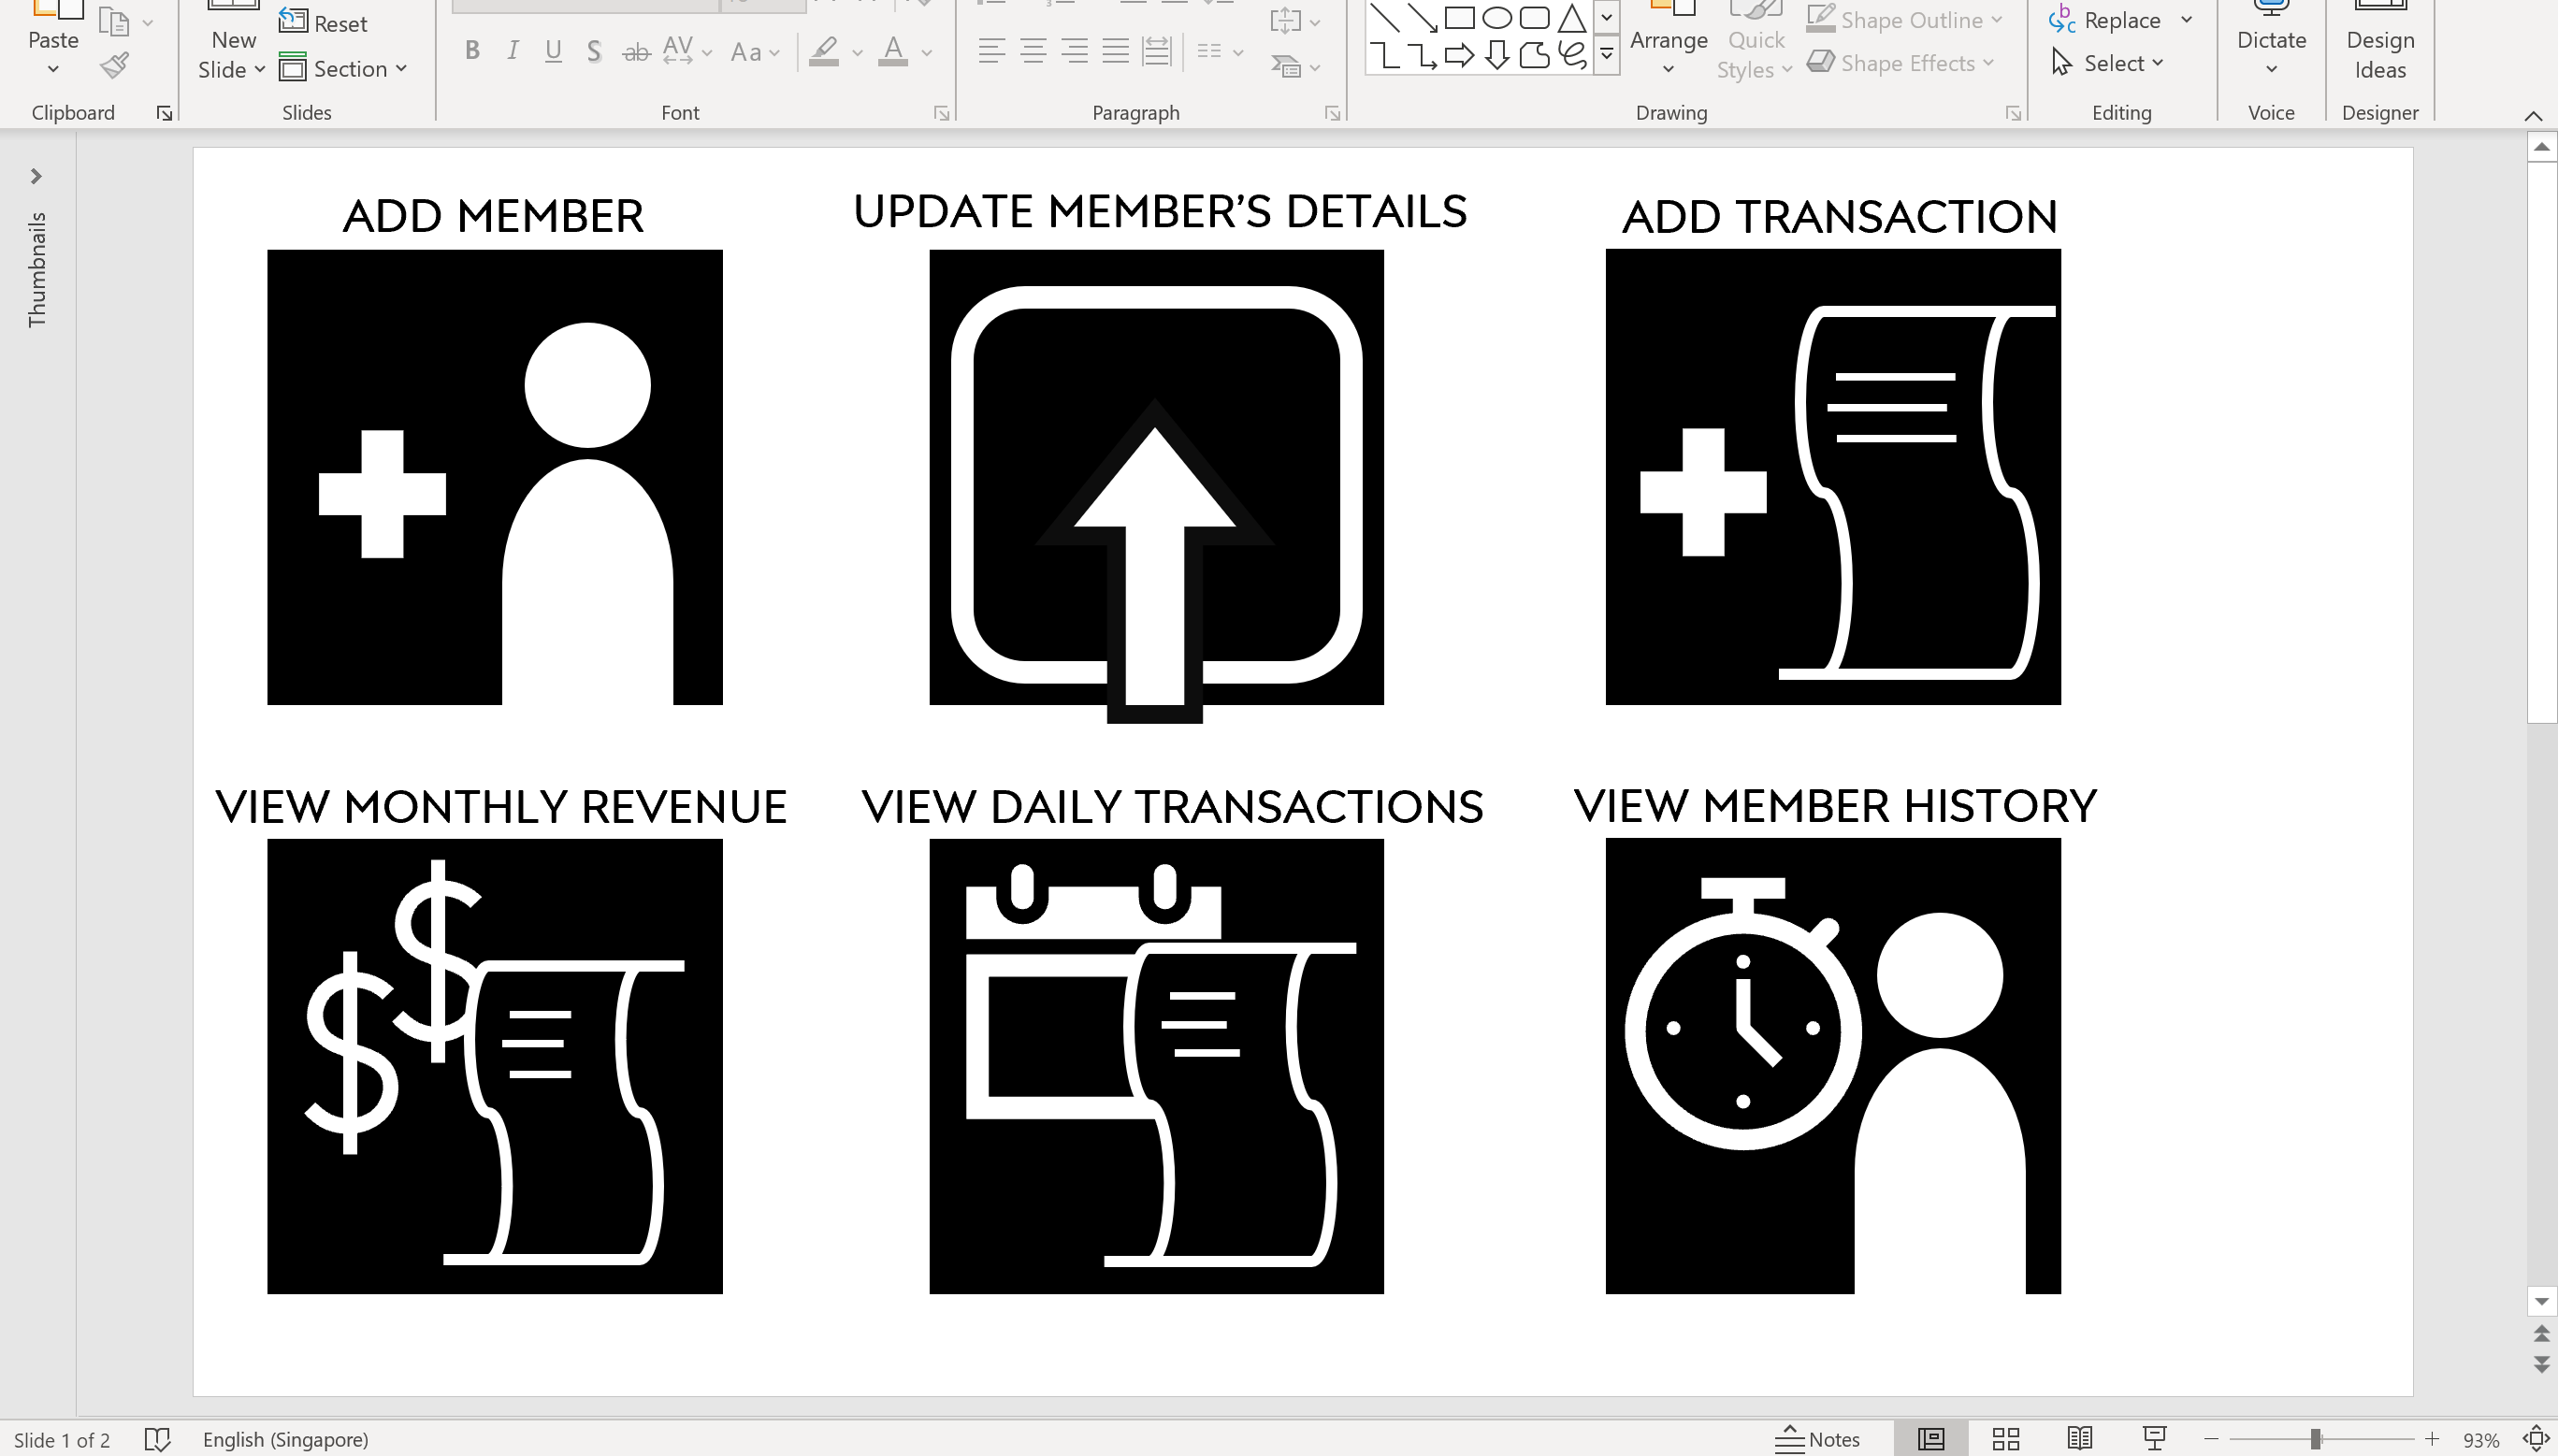 Paste
New
Slide
Reset
Section
B I U S ab AV Aa A
Arrange
Quick
Styles
Shape Outline
Shape Effects
Replace
Select
Dictate
Design
Ideas
Clipboard
Slides
Font
Paragraph
Drawing
Editing
Voice
Designer
Thumbnails
ADD MEMBER
UPDATE MEMBER’S DETAILS
ADD TRANSACTION
VIEW MONTHLY REVENUE
VIEW DAILY TRANSACTIONS
VIEW MEMBER HISTORY
$
$
Slide 1 of 2
English (Singapore)
Notes
93%